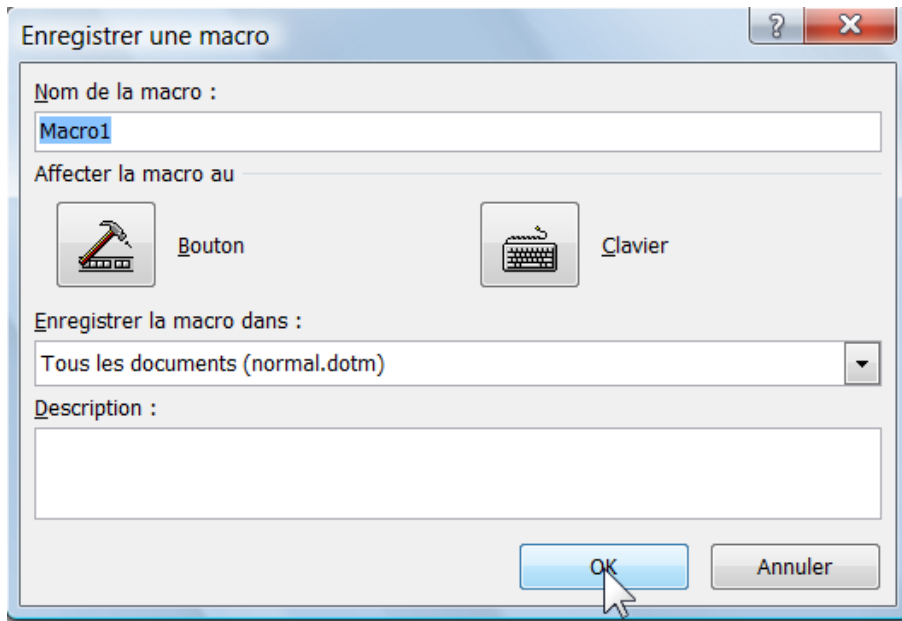 Enregistrer une macro
Nom de la macro :
Macro1
Affecter la macro au
Bouton
Clavier
Enregistrer la macro dans :
Tous les documents (normal.dotm)
Description :
OK
Annuler